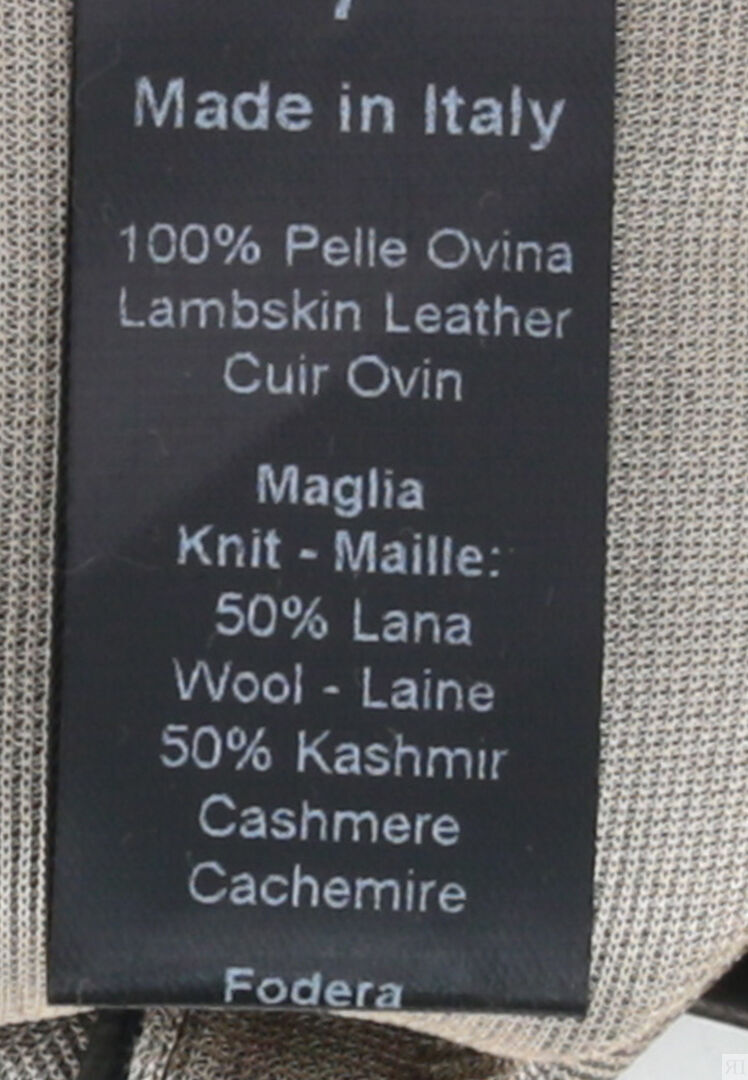 Made in Italy
100% Pelle Ovina
Lambskin Leather
Cuir Ovin
Maglia
Knit - Maille:
50% Lana
Wool - Laine
50% Kashmir
Cashmere
Cachemire
Fodera